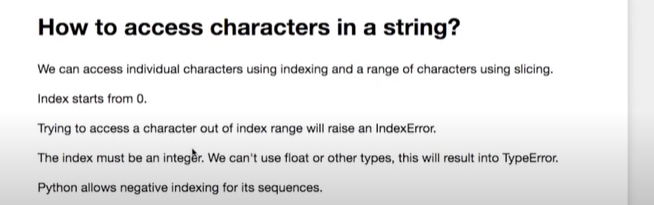 How to access characters in a string?
We can access individual characters using indexing and a range of characters using slicing.
Index starts from 0.
Trying to access a character out of index range will raise an IndexError.
The index must be an integer. We can't use float or other types, this will result into TypeError.
Python allows negative indexing for its sequences.